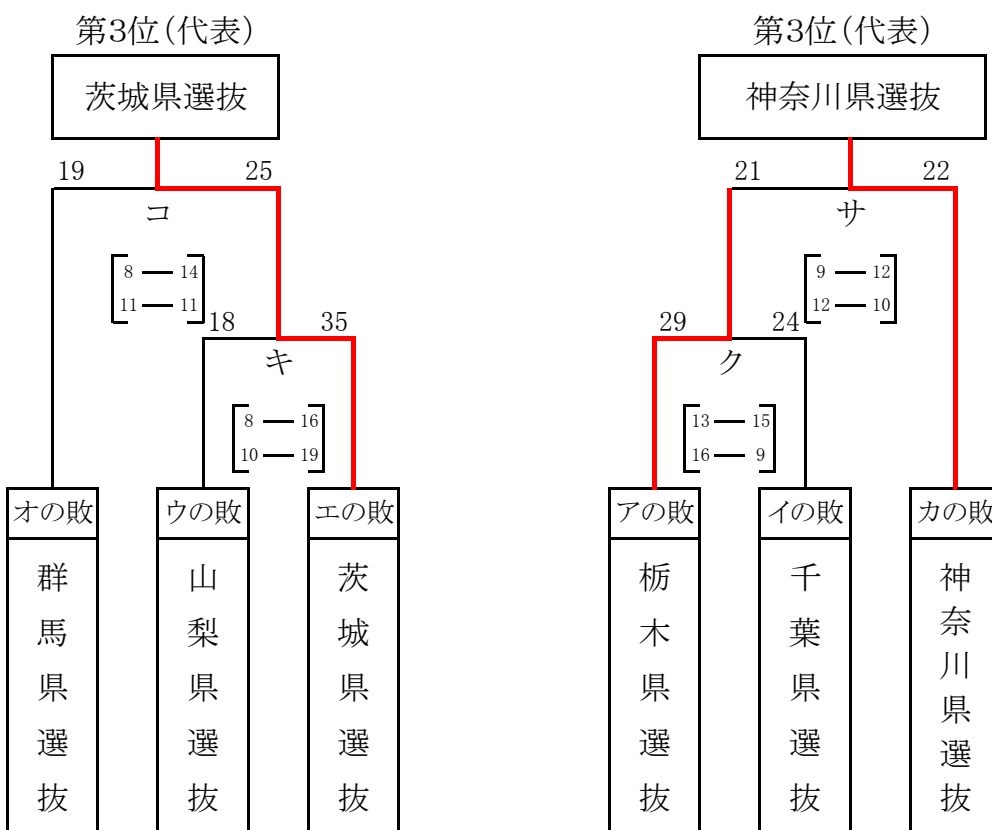 第3位(代表)
茨城県選抜
19 25
コ
8 ― 14
11 ― 11
18 35
キ
8 ― 16
10 ― 19
オの敗
ウの敗
エの敗
群馬県選抜
山梨県選抜
茨城県選抜
第3位(代表)
神奈川県選抜
21 22
サ
9 ― 12
12 ― 10
29 24
ク
13 ― 15
16 ― 9
アの敗
イの敗
カの敗
栃木県選抜
千葉県選抜
神奈川県選抜